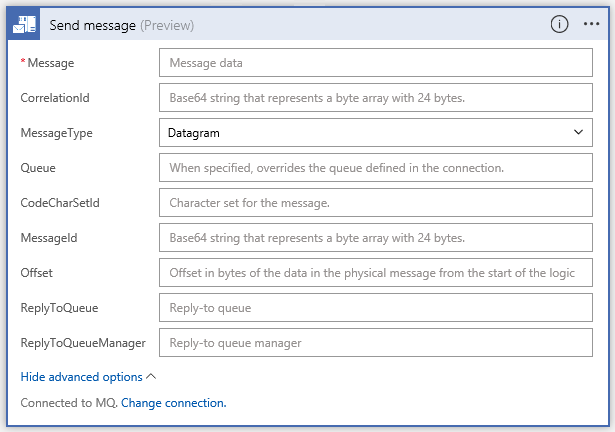 Send message (Preview)
* Message Message data
CorrelationId Base64 string that represents a byte array with 24 bytes.
MessageType Datagram
Queue When specified, overrides the queue defined in the connection.
CodeCharSetId Character set for the message.
MessageId Base64 string that represents a byte array with 24 bytes.
Offset Offset in bytes of the data in the physical message from the start of the logic
ReplyToQueue Reply-to queue
ReplyToQueueManager Reply-to queue manager
Hide advanced options
Connected to MQ. Change connection.